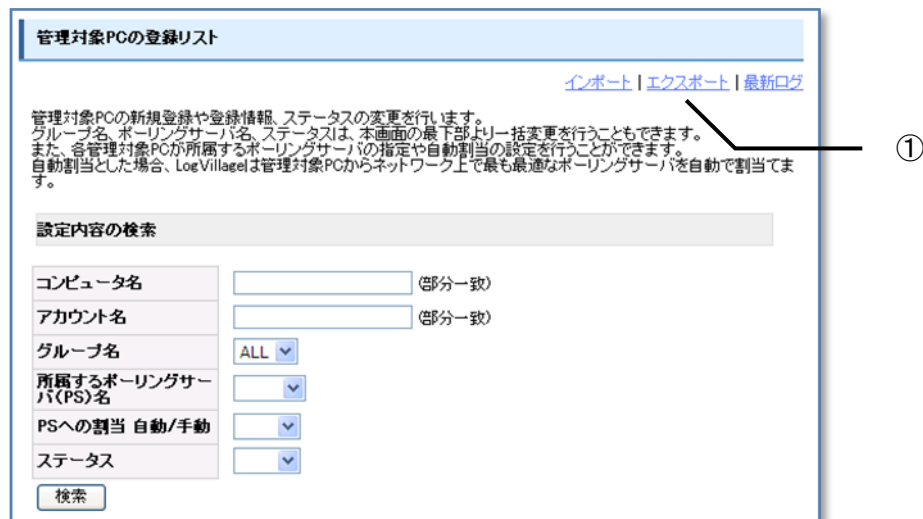 管理対象PCの登録リスト
インポート | エクスポート | 最新ログ
管理対象PCの新規登録や登録情報、ステータスの変更を行います。
グループ名、ポーリングサーバ名、ステータスは、本画面の最下部より一括変更を行うこともできます。
また、各管理対象PCが所属するポーリングサーバの指定や自動割当の設定を行うことができます。
自動割当とした場合、LogVillageは管理対象PCからネットワーク上で最も最適なポーリングサーバを自動で割当てま
す。
①
設定内容の検索
コンピュータ名 (部分一致)
アカウント名 (部分一致)
グループ名 ALL
所属するポーリングサー
バ(PS)名
PSへの割当 自動/手動
ステータス
検索